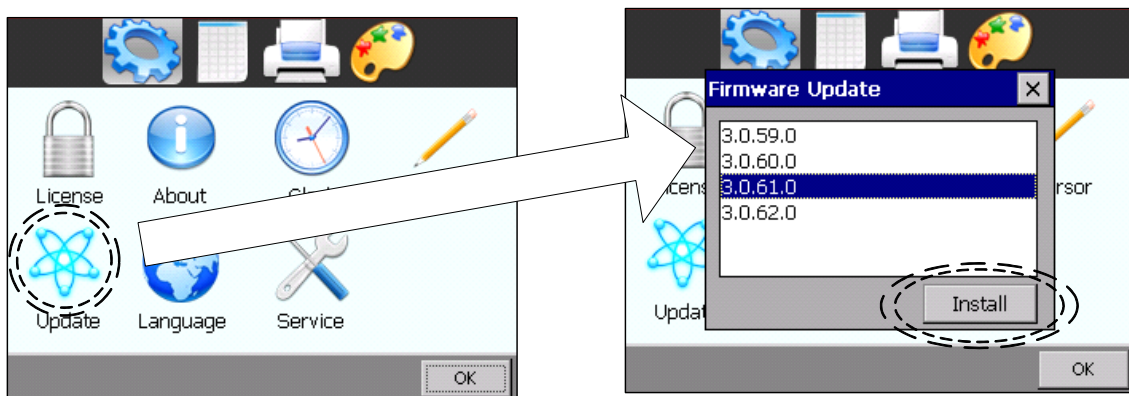 License
About
Update
Language
Service
OK
Firmware Update
3.0.59.0
3.0.60.0
3.0.61.0
3.0.62.0
Install
OK